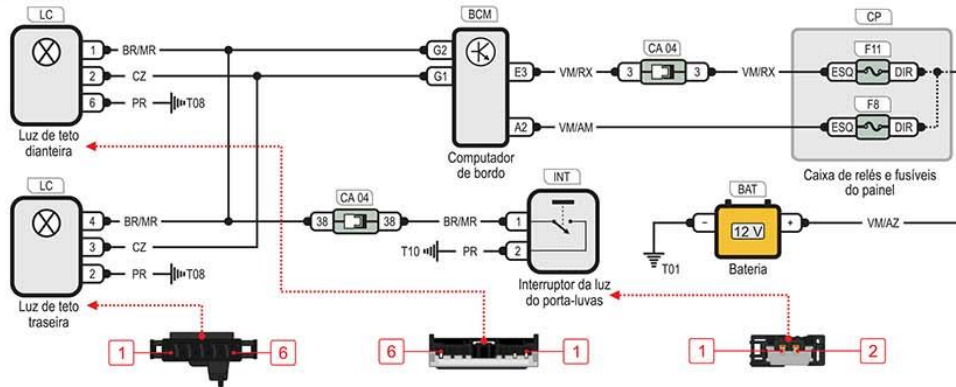 LC
BCM
CP
1 BR/MR G2
CA 04
F11
2 CZ G1
E3 VM/RX 3 3 VM/RX ESQ DIR
6 PR T08
F8
Luz de teto
dianteira
A2 VM/AM ESQ DIR
Computador
de bordo
Caixa de relés e fusíveis
do painel
LC
CA 04
INT
BAT
4 BR/MR 38 38 BR/MR 1
- 12 V + VM/AZ
3 CZ
T10 PR 2
2 PR T08
T01
Bateria
Luz de teto
traseira
Interruptor da luz
do porta-luvas
1 6 6 1 1 2